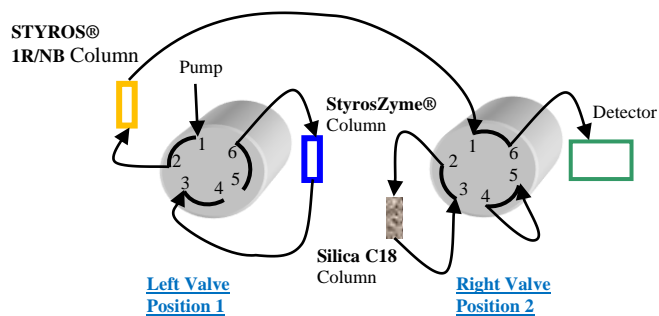 STYROS®
1R/NB Column
Pump
StyrosZyme®
Column
Detector
1
2
3
4
5
6
1
2
3
4
5
6
Silica C18
Column
Left Valve
Position 1
Right Valve
Position 2